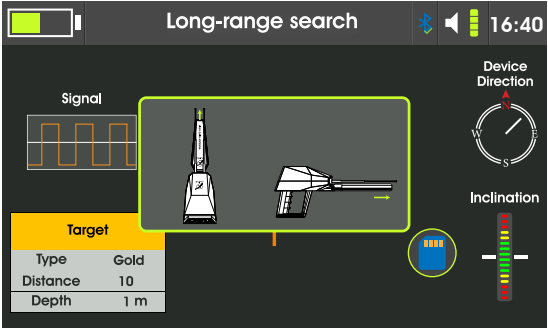 Long-range search
16:40
Device
Direction
N
W
E
S
Signal
Inclination
Target
Type Gold
Distance 10
Depth 1 m